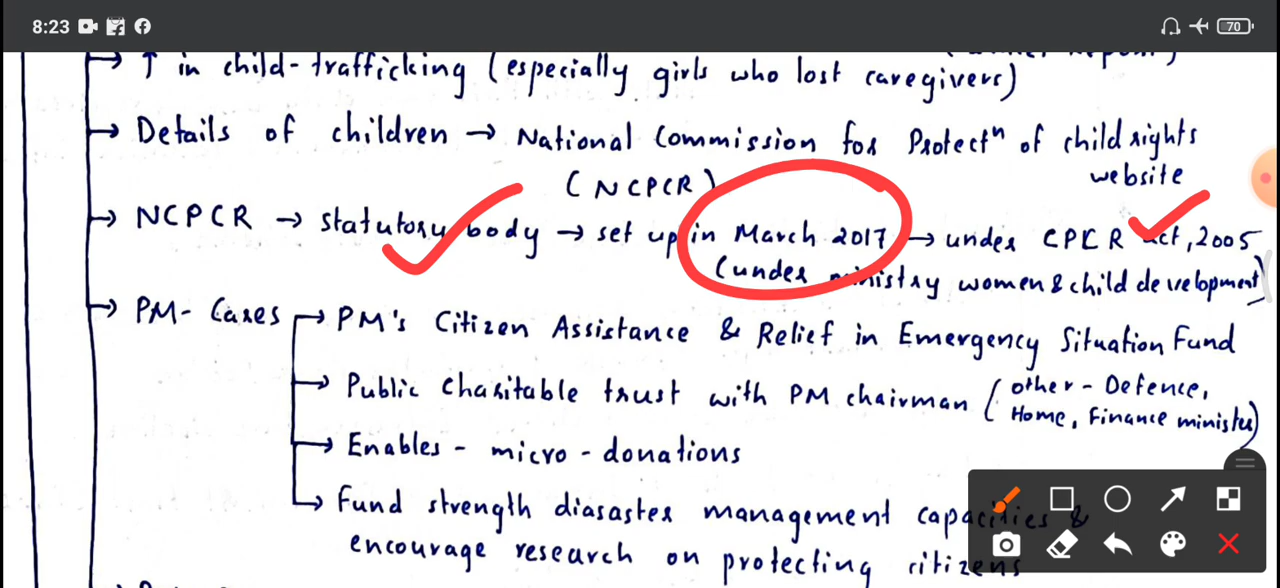 8:23
70
→ ↑ in child-trafficking (especially girls who lost caregivers)
→ Details of children → National Commission for Protectⁿ of child rights
website
(NCPCR)
→ NCPCR → statutory body → set up in March 2017 → under CPCR Act, 2005
(under ministry women & child development)
→ PM-Cares → PM's Citizen Assistance & Relief in Emergency Situation Fund
→ Public Charitable trust with PM chairman (other - Defence,
Home, Finance minister)
→ Enables - micro-donations
→ Fund strength diasaster management capacities &
encourage research on protecting citizens